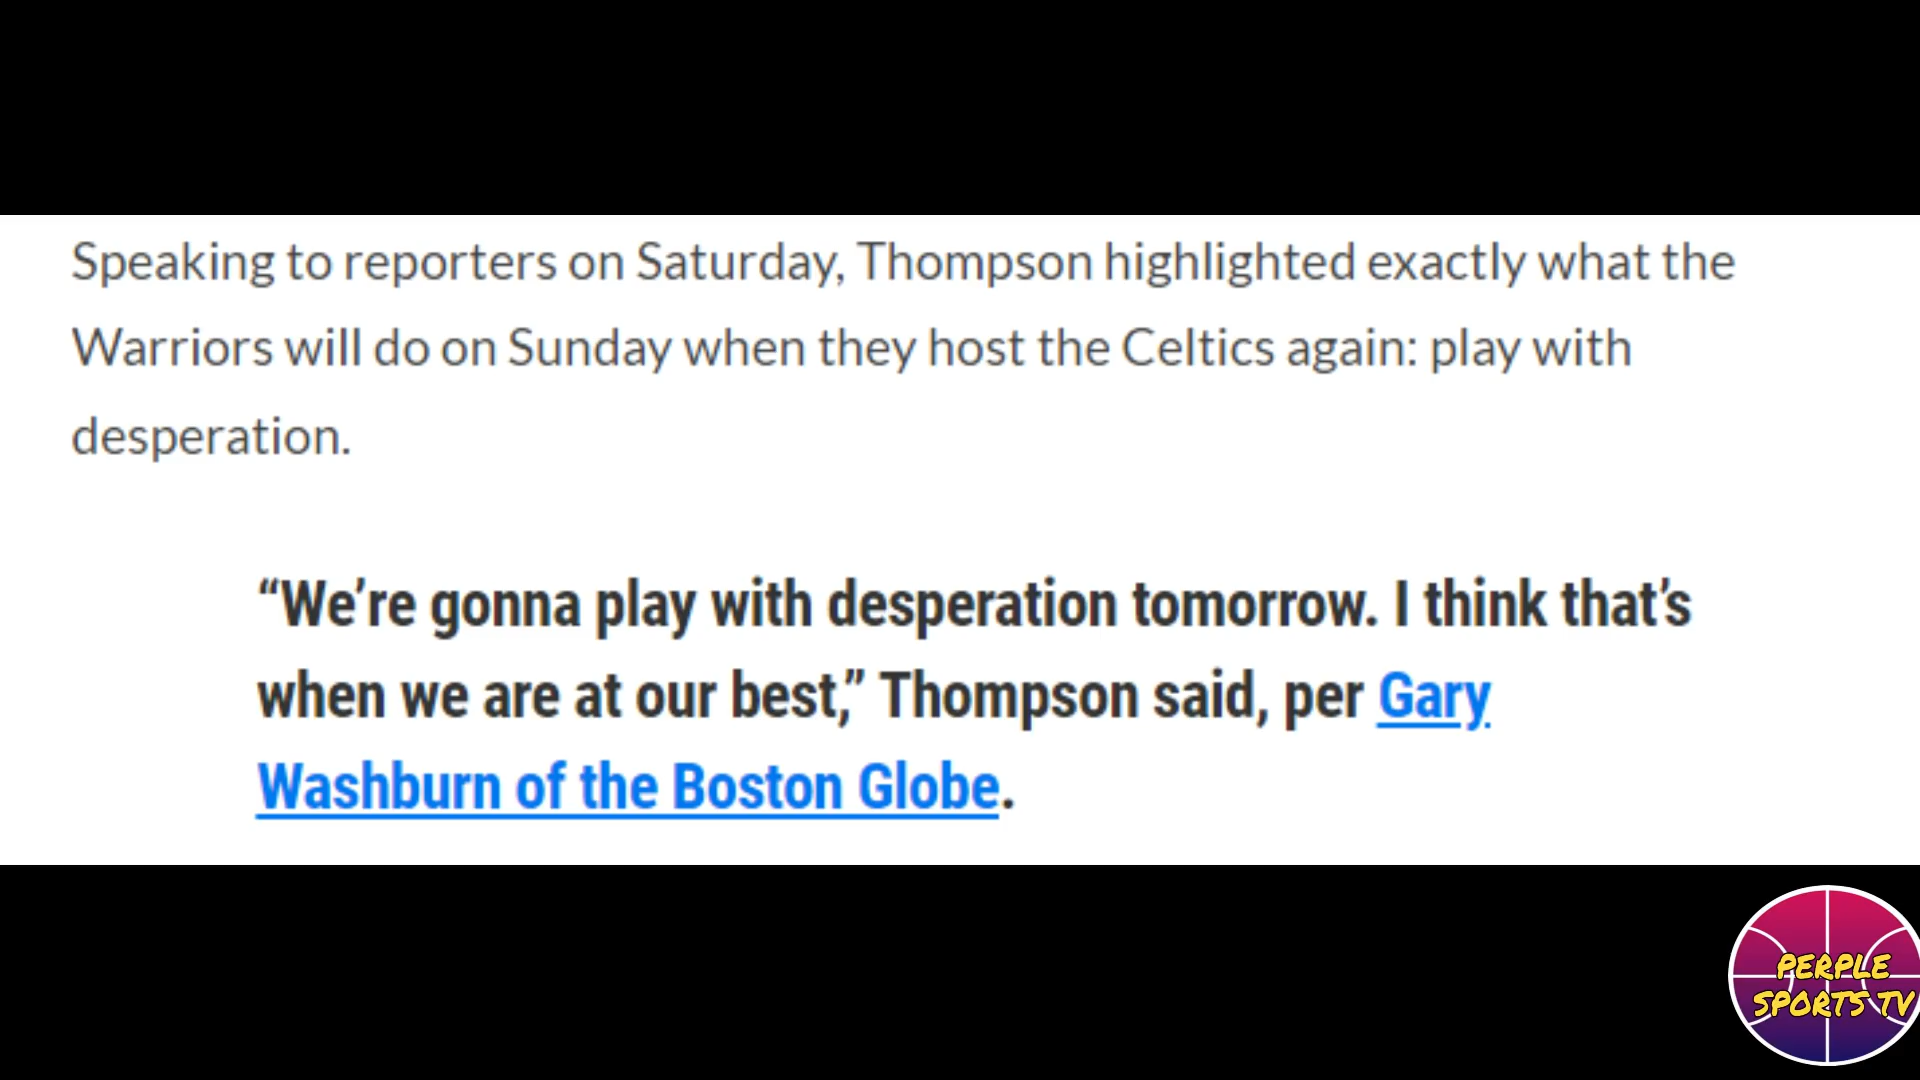 Speaking to reporters on Saturday, Thompson highlighted exactly what the
Warriors will do on Sunday when they host the Celtics again: play with
desperation.
“We’re gonna play with desperation tomorrow. I think that’s
when we are at our best,” Thompson said, per Gary
Washburn of the Boston Globe.
PERPLE
SPORTS TV